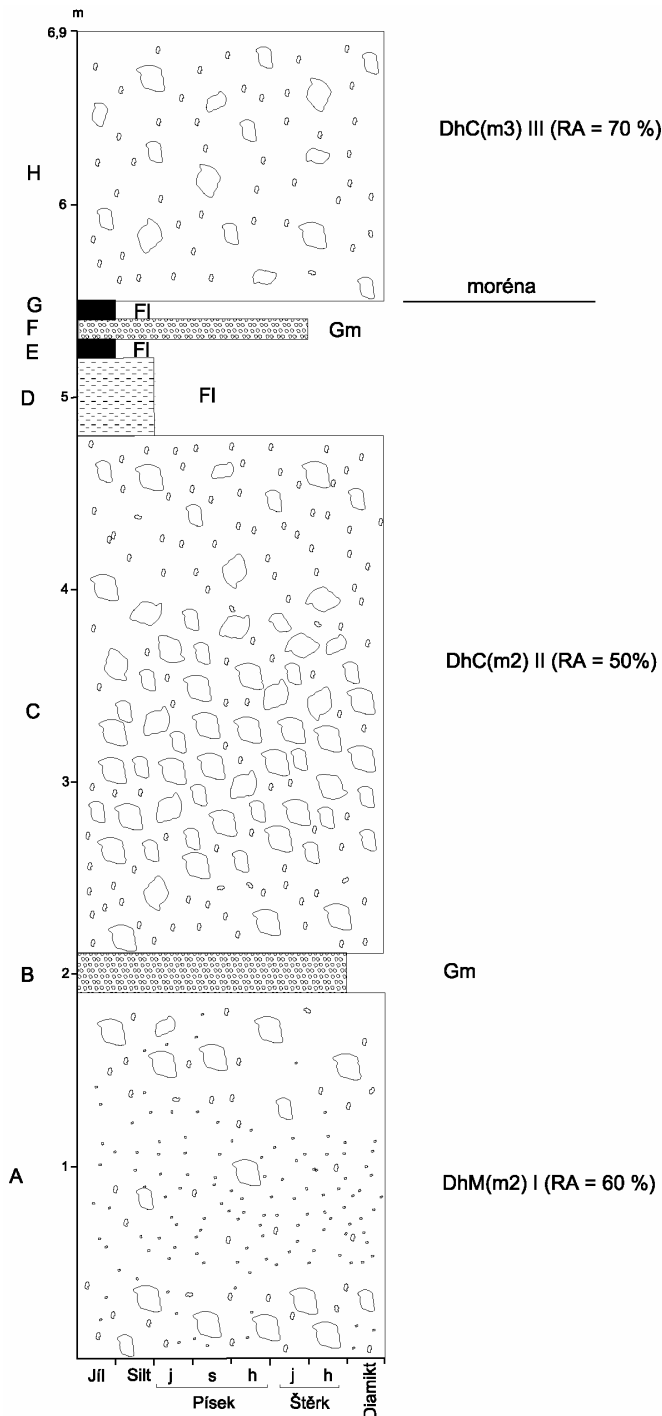 m
6,9
DhC(m3) III (RA = 70 %)
H
6
moréna
G
Fl
F
Gm
E
Fl
D
5
Fl
4
DhC(m2) II (RA = 50%)
C
3
B
2
Gm
A
1
DhM(m2) I (RA = 60 %)
Jíl
Silt
j
s
h
j
h
Diamikt
Písek
Štěrk